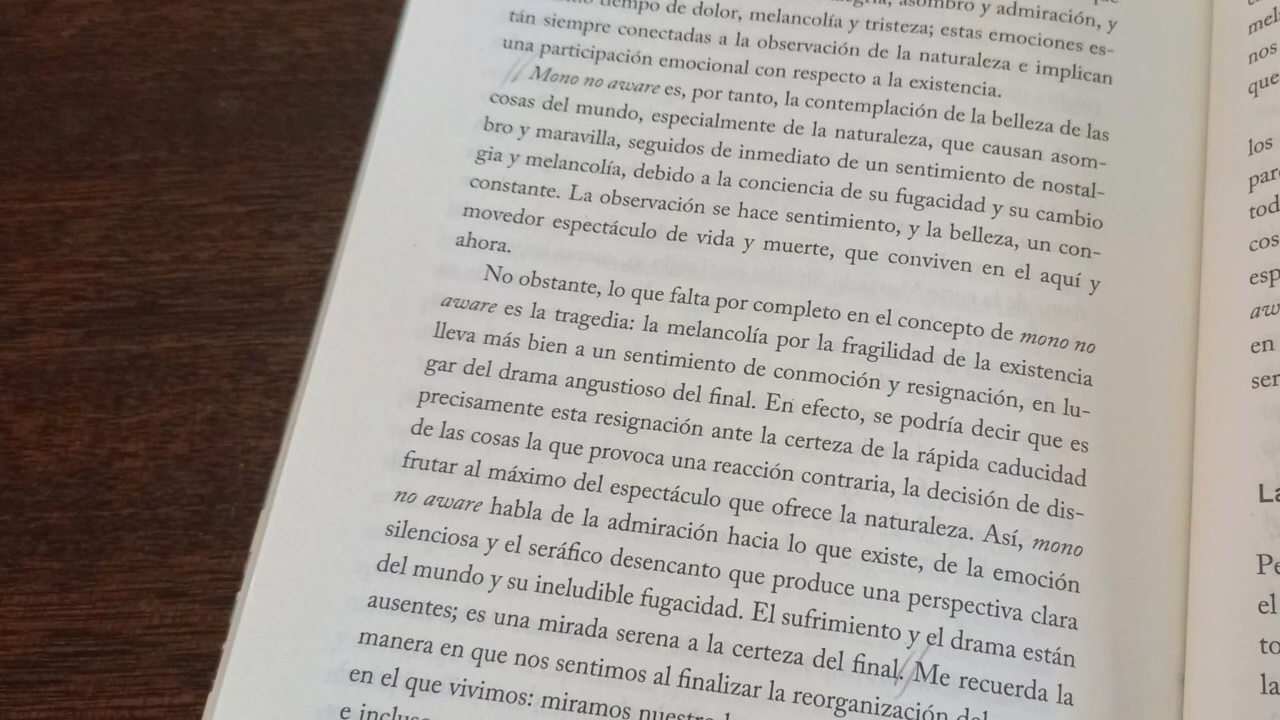 asombro y admiración, y
tiempo de dolor, melancolía y tristeza; estas emociones es-
tán siempre conectadas a la observación de la naturaleza e implican
una participación emocional con respecto a la existencia.
Mono no aware es, por tanto, la contemplación de la belleza de las
cosas del mundo, especialmente de la naturaleza, que causan asom-
bro y maravilla, seguidos de inmediato de un sentimiento de nostal-
gia y melancolía, debido a la conciencia de su fugacidad y su cambio
constante. La observación se hace sentimiento, y la belleza, un con-
movedor espectáculo de vida y muerte, que conviven en el aquí y
ahora.
No obstante, lo que falta por completo en el concepto de mono no
aware es la tragedia: la melancolía por la fragilidad de la existencia
lleva más bien a un sentimiento de conmoción y resignación, en lu-
gar del drama angustioso del final. En efecto, se podría decir que es
precisamente esta resignación ante la certeza de la rápida caducidad
de las cosas la que provoca una reacción contraria, la decisión de dis-
frutar al máximo del espectáculo que ofrece la naturaleza. Así, mono
no aware habla de la admiración hacia lo que existe, de la emoción
silenciosa y el seráfico desencanto que produce una perspectiva clara
del mundo y su ineludible fugacidad. El sufrimiento y el drama están
ausentes; es una mirada serena a la certeza del final. Me recuerda la
manera en que nos sentimos al finalizar la reorganización del
en el que vivimos: miramos
e
mel
nos
que
los
par
tod
cos
esp
aw
en
ser
La
Pe
el
to
la